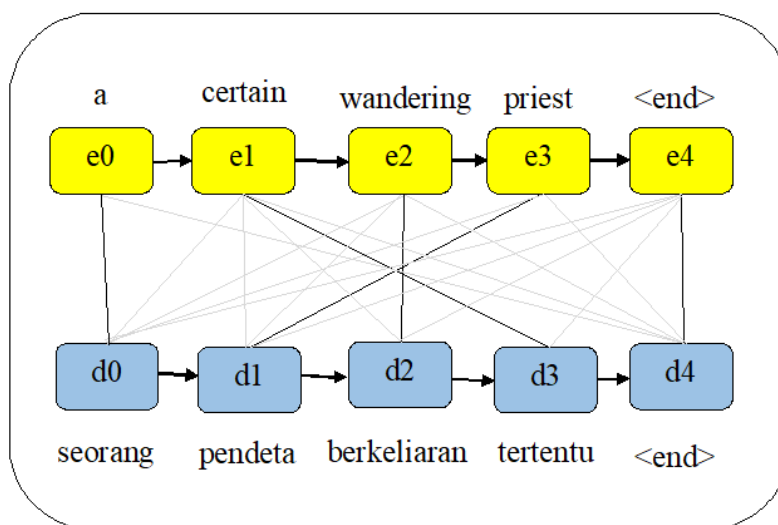 a certain wandering priest <end>
e0 e1 e2 e3 e4
d0 d1 d2 d3 d4
seorang pendeta berkeliaran tertentu <end>